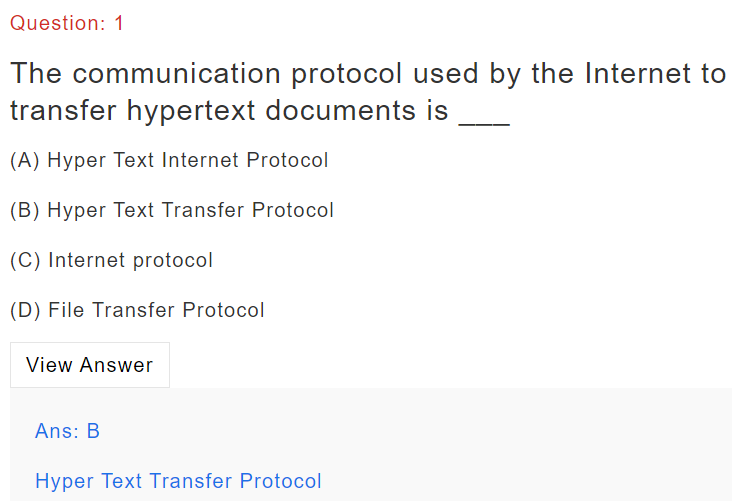 Question: 1
The communication protocol used by the Internet to
transfer hypertext documents is ___
(A) Hyper Text Internet Protocol
(B) Hyper Text Transfer Protocol
(C) Internet protocol
(D) File Transfer Protocol
View Answer
Ans: B
Hyper Text Transfer Protocol